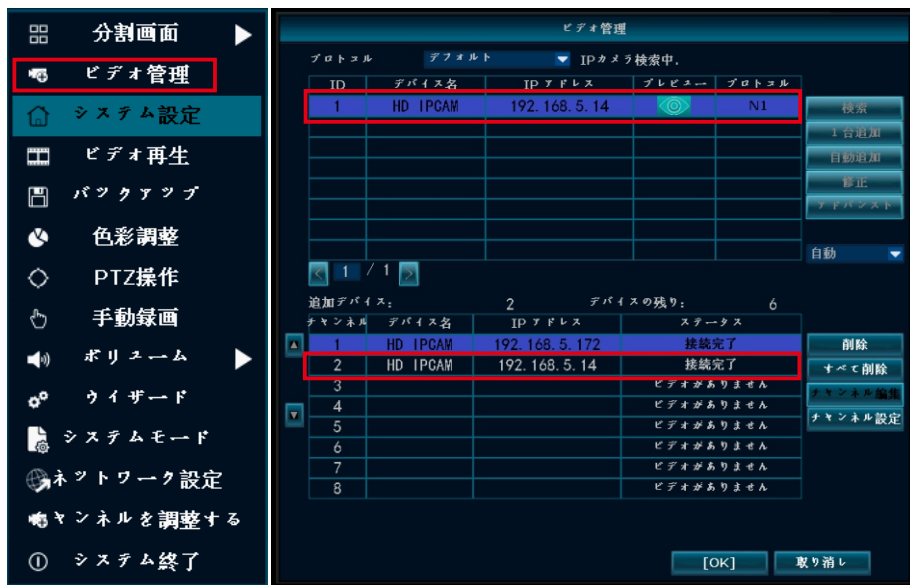 分割画面
ビデオ管理
システム設定
ビデオ再生
バックアップ
色彩調整
PTZ操作
手動録画
ボリューム
ウイザード
システムモード
ネットワーク設定
ャンネルを調整する
システム終了
ビデオ管理
プロトコル デフォルト IPカメラ検索中.
ID デバイス名 IPアドレス プレビュー プロトコル
1 HD IPCAM 192.168.5.14 N1
検索
1台追加
自動追加
修正
アドバンスト
自動
1 / 1
追加デバイス: 2 デバイスの残り: 6
チャンネル デバイス名 IPアドレス ステータス
1 HD IPCAM 192.168.5.172 接続完了 削除
2 HD IPCAM 192.168.5.14 接続完了 すべて削除
3 ビデオがありません チャンネル編集
4 ビデオがありません チャンネル設定
5 ビデオがありません
6 ビデオがありません
7 ビデオがありません
8 ビデオがありません
[OK] 取り消し